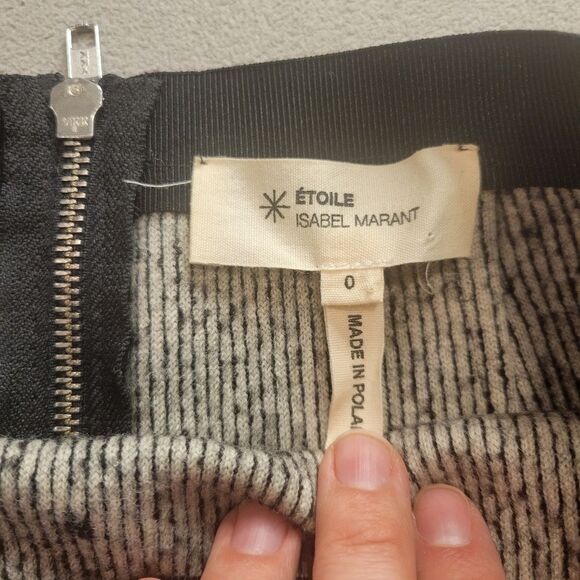 ÉTOILE
ISABEL MARANT
0
MADE IN POLA